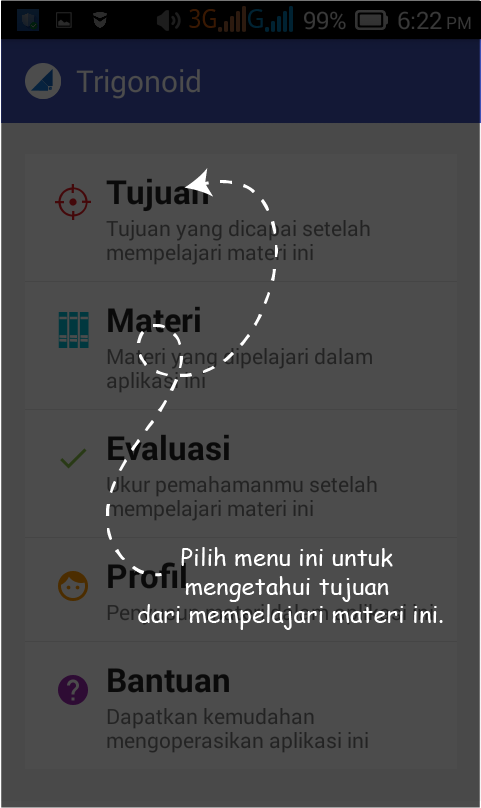 3G G 99% 6:22 PM
Trigonoid
Tujuan
Tujuan yang dicapai setelah
mempelajari materi ini
Materi
Materi yang dipelajari dalam
aplikasi ini
Evaluasi
Ukur pemahamanmu setelah
mempelajari materi ini
Pilih menu ini untuk
mengetahui tujuan
dari mempelajari materi ini.
Profil
Bantuan
Dapatkan kemudahan
mengoperasikan aplikasi ini